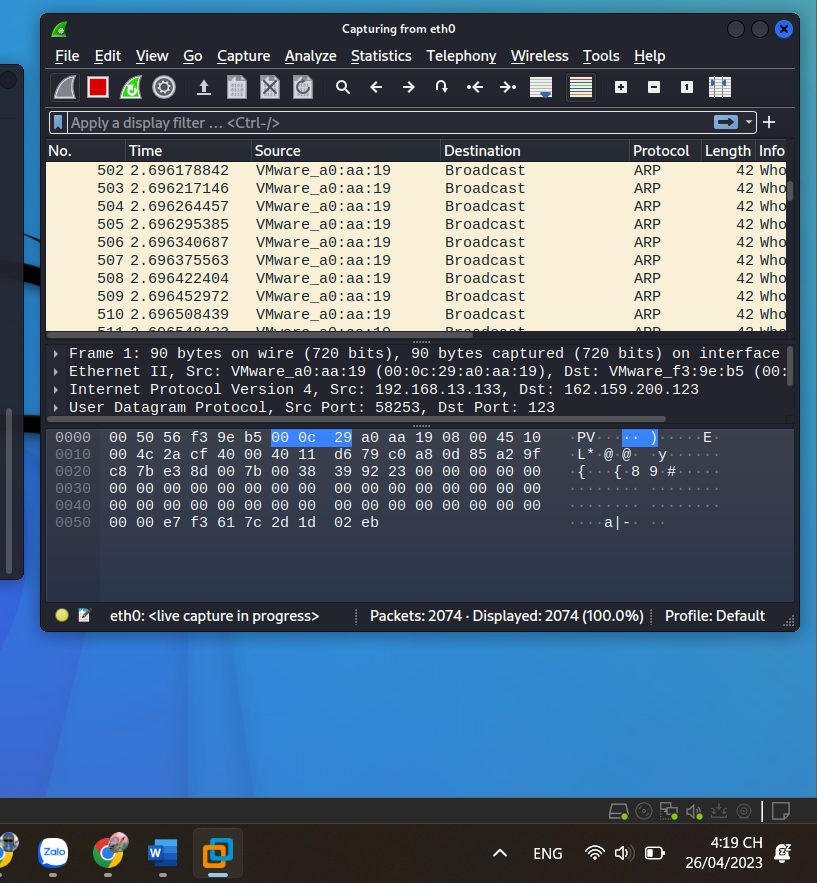 Capturing from eth0
File Edit View Go Capture Analyze Statistics Telephony Wireless Tools Help
Apply a display filter … <Ctrl-/>
No. Time Source Destination Protocol Length Info
502 2.696178842 VMware_a0:aa:19 Broadcast ARP 42 Who
503 2.696217146 VMware_a0:aa:19 Broadcast ARP 42 Who
504 2.696264457 VMware_a0:aa:19 Broadcast ARP 42 Who
505 2.696295385 VMware_a0:aa:19 Broadcast ARP 42 Who
506 2.696340687 VMware_a0:aa:19 Broadcast ARP 42 Who
507 2.696375563 VMware_a0:aa:19 Broadcast ARP 42 Who
508 2.696422404 VMware_a0:aa:19 Broadcast ARP 42 Who
509 2.696452972 VMware_a0:aa:19 Broadcast ARP 42 Who
510 2.696508439 VMware_a0:aa:19 Broadcast ARP 42 Who
Frame 1: 90 bytes on wire (720 bits), 90 bytes captured (720 bits) on interface
Ethernet II, Src: VMware_a0:aa:19 (00:0c:29:a0:aa:19), Dst: VMware_f3:9e:b5 (00:
Internet Protocol Version 4, Src: 192.168.13.133, Dst: 162.159.200.123
User Datagram Protocol, Src Port: 58253, Dst Port: 123
0000 00 50 56 f3 9e b5 00 0c 29 a0 aa 19 08 00 45 10 ·PV·····)·····E·
0010 00 4c 2a cf 40 00 40 11 d6 79 c0 a8 0d 85 a2 9f ·L*·@·@··y······
0020 c8 7b e3 8d 00 7b 00 38 39 92 23 00 00 00 00 00 ·{···{·89·#·····
0030 00 00 00 00 00 00 00 00 00 00 00 00 00 00 00 00 ················
0040 00 00 00 00 00 00 00 00 00 00 00 00 00 00 00 00 ················
0050 00 00 e7 f3 61 7c 2d 1d 02 eb ····a|-···
eth0: <live capture in progress> Packets: 2074 · Displayed: 2074 (100.0%) Profile: Default
Zalo W ENG 4:19 CH
26/04/2023